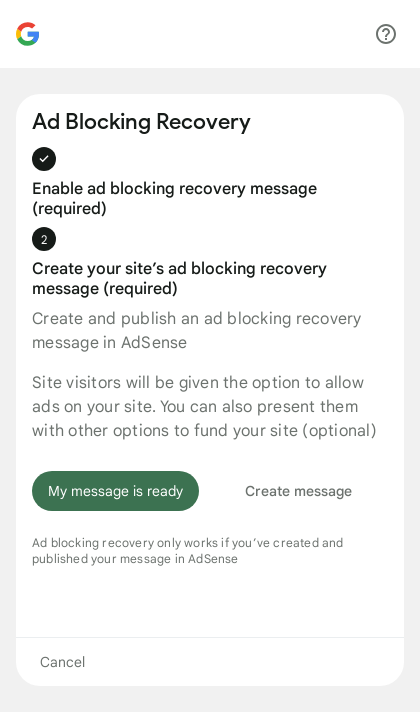 Ad Blocking Recovery
Enable ad blocking recovery message
(required)
2
Create your site's ad blocking recovery
message (required)
Create and publish an ad blocking recovery
message in AdSense
Site visitors will be given the option to allow
ads on your site. You can also present them
with other options to fund your site (optional)
My message is ready
Create message
Ad blocking recovery only works if you've created and
published your message in AdSense
Cancel